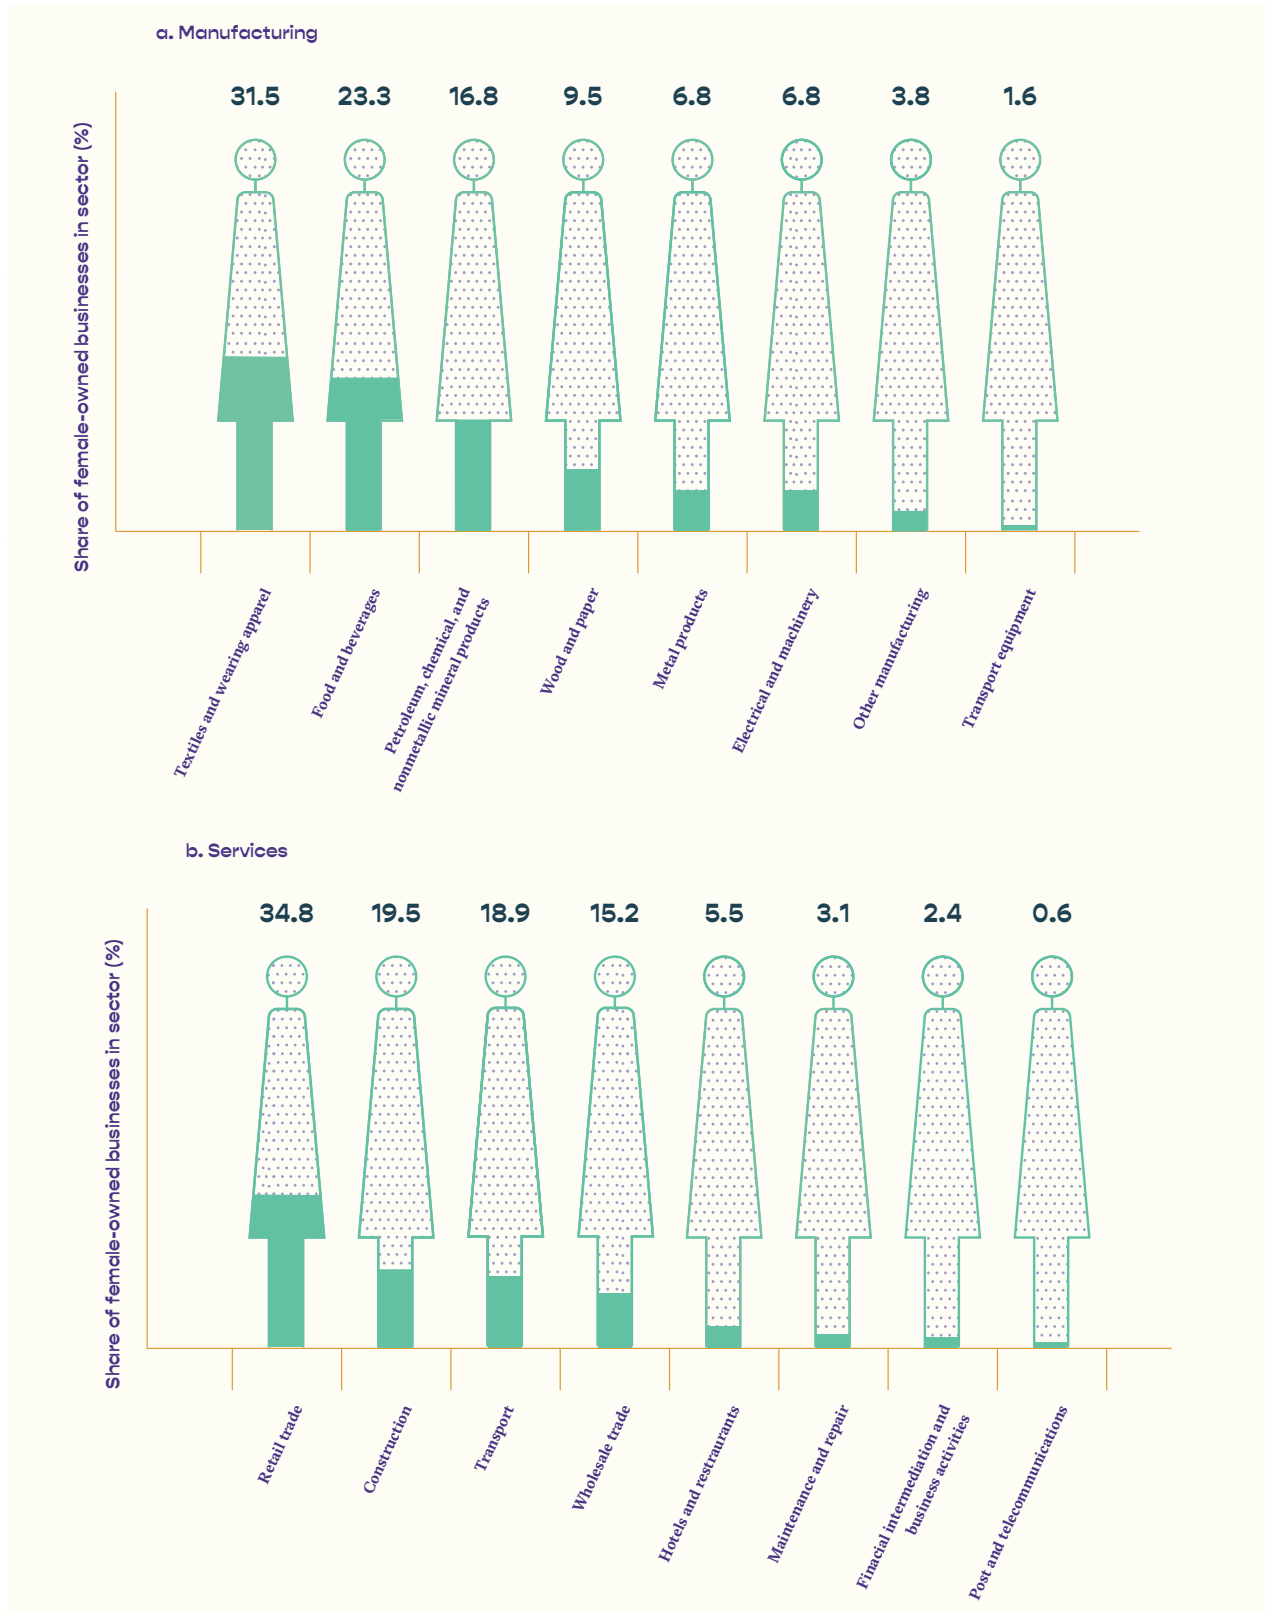 a. Manufacturing
Share of female-owned businesses in sector (%)
31.5
23.3
16.8
9.5
6.8
6.8
3.8
1.6
Textiles and wearing apparel
Food and beverages
Petroleum, chemical, and
nonmetallic mineral products
Wood and paper
Metal products
Electrical and machinery
Other manufacturing
Transport equipment
b. Services
Share of female-owned businesses in sector (%)
34.8
19.5
18.9
15.2
5.5
3.1
2.4
0.6
Retail trade
Construction
Transport
Wholesale trade
Hotels and restraurants
Maintenance and repair
Finacial intermediation and
business activities
Post and telecommunications